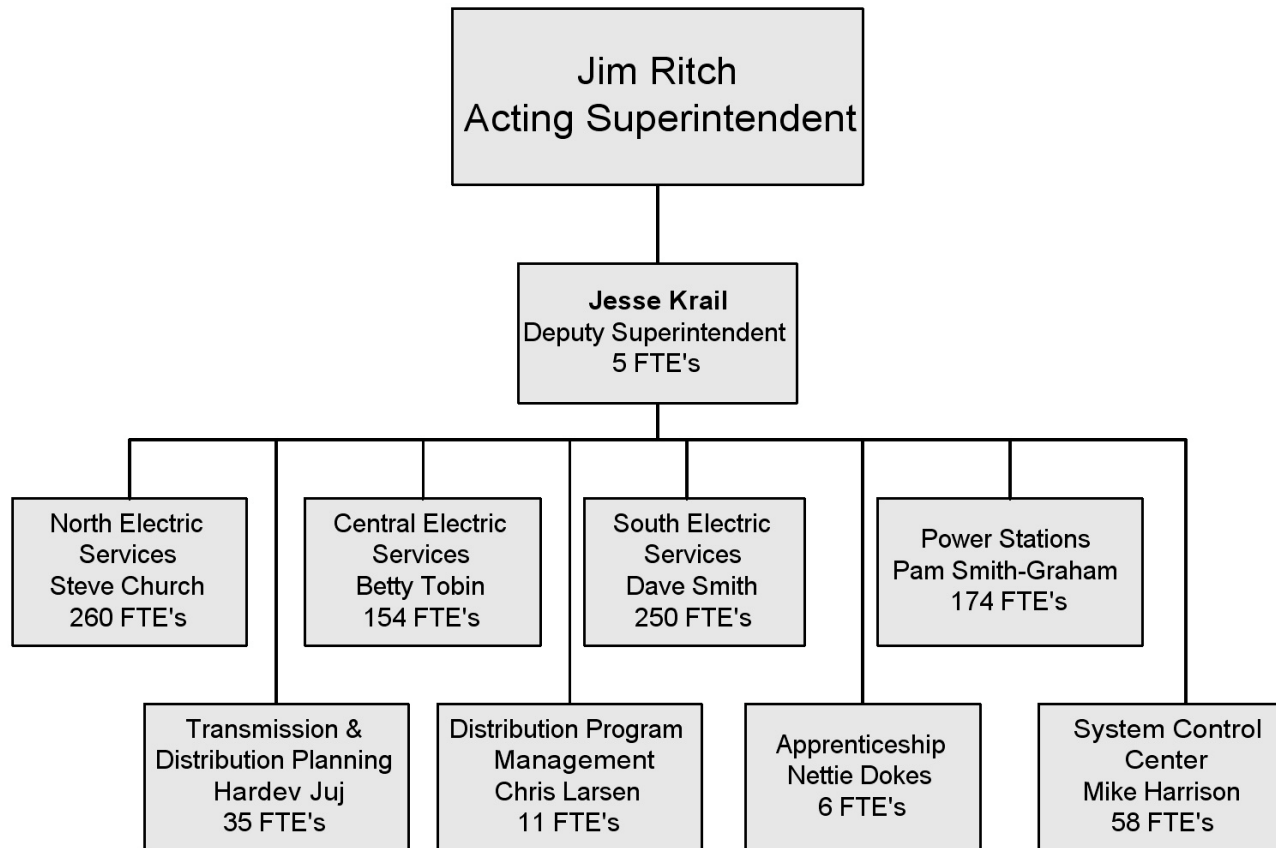 Jim Ritch
Acting Superintendent
Jesse Krail
Deputy Superintendent
5 FTE's
North Electric
Services
Steve Church
260 FTE's
Central Electric
Services
Betty Tobin
154 FTE's
South Electric
Services
Dave Smith
250 FTE's
Power Stations
Pam Smith-Graham
174 FTE's
Transmission &
Distribution Planning
Hardev Juj
35 FTE's
Distribution Program
Management
Chris Larsen
11 FTE's
Apprenticeship
Nettie Dokes
6 FTE's
System Control
Center
Mike Harrison
58 FTE's